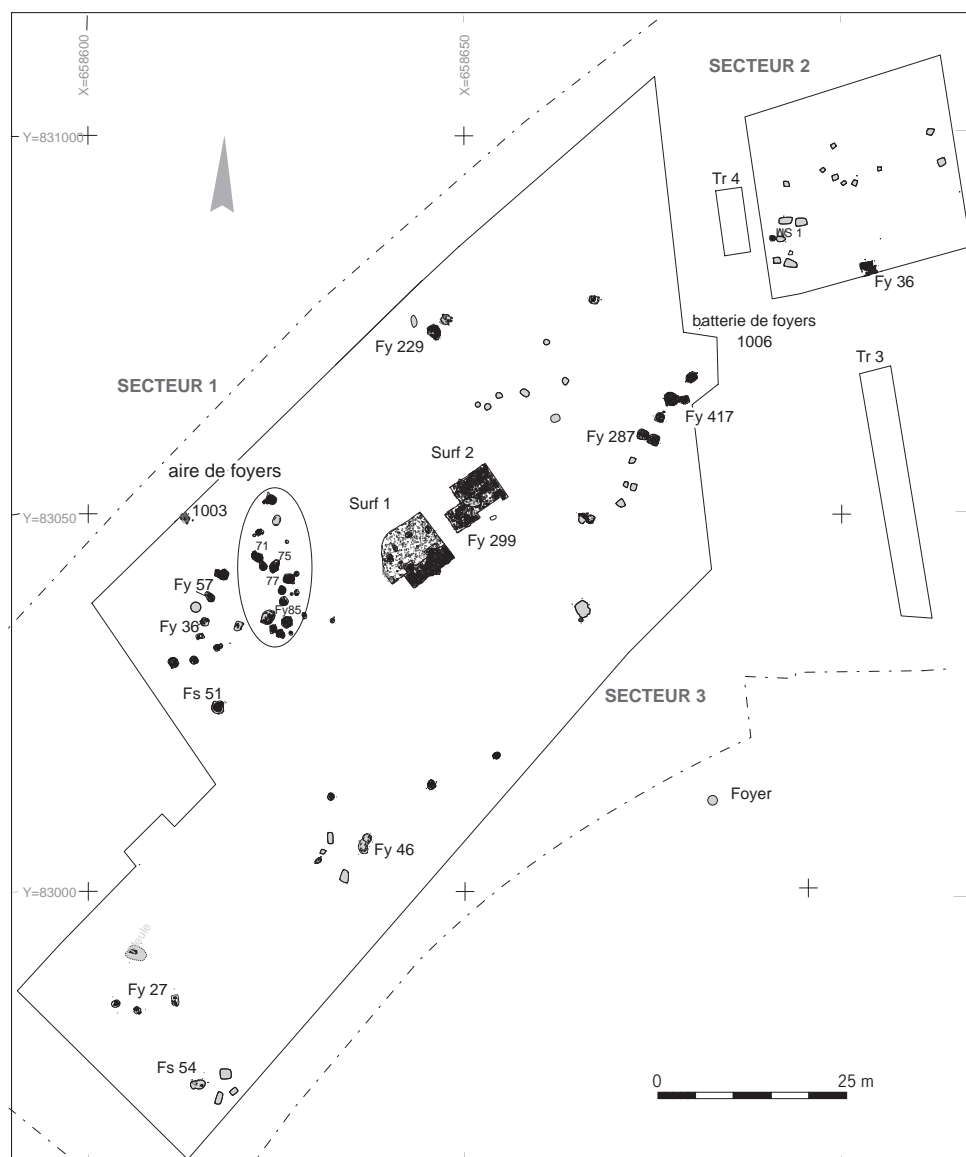 X=658600
X=658650
SECTEUR 2
Y=831000
Tr 4
WS 1
Fy 36
batterie de foyers
1006
Fy 229
Tr 3
SECTEUR 1
Fy 417
Fy 287
Surf 2
aire de foyers
Surf 1
1003
Y=83050
Fy 299
71
75
77
Fy 57
Fy85
Fy 36
Fs 51
SECTEUR 3
Foyer
Fy 46
Y=83000
Fy 27
Fs 54
0
25 m